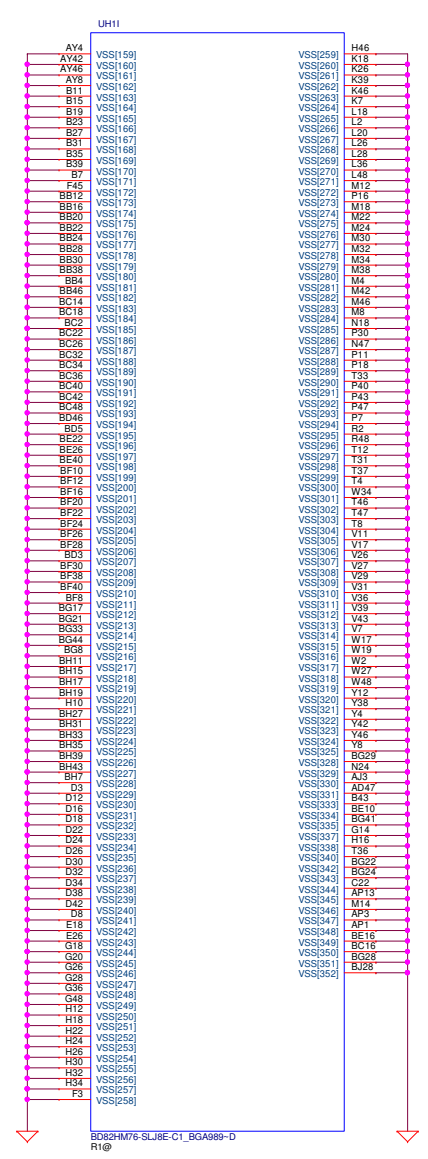 UH1I
AY4 VSS[159]
AY42 VSS[160]
AY46 VSS[161]
AY8 VSS[162]
B11 VSS[163]
B15 VSS[164]
B19 VSS[165]
B23 VSS[166]
B27 VSS[167]
B31 VSS[168]
B35 VSS[169]
B39 VSS[170]
B7 VSS[171]
F45 VSS[172]
BB12 VSS[173]
BB16 VSS[174]
BB20 VSS[175]
BB22 VSS[176]
BB24 VSS[177]
BB28 VSS[178]
BB30 VSS[179]
BB38 VSS[180]
BB4 VSS[181]
BB46 VSS[182]
BC14 VSS[183]
BC18 VSS[184]
BC2 VSS[185]
BC22 VSS[186]
BC26 VSS[187]
BC32 VSS[188]
BC34 VSS[189]
BC36 VSS[190]
BC40 VSS[191]
BC42 VSS[192]
BC48 VSS[193]
BD46 VSS[194]
BD5 VSS[195]
BE22 VSS[196]
BE26 VSS[197]
BE40 VSS[198]
BF10 VSS[199]
BF12 VSS[200]
BF16 VSS[201]
BF20 VSS[202]
BF22 VSS[203]
BF24 VSS[204]
BF26 VSS[205]
BF28 VSS[206]
BD3 VSS[207]
BF30 VSS[208]
BF38 VSS[209]
BF40 VSS[210]
BF8 VSS[211]
BG17 VSS[212]
BG21 VSS[213]
BG33 VSS[214]
BG44 VSS[215]
BG8 VSS[216]
BH11 VSS[217]
BH15 VSS[218]
BH17 VSS[219]
BH19 VSS[220]
H10 VSS[221]
BH27 VSS[222]
BH31 VSS[223]
BH33 VSS[224]
BH35 VSS[225]
BH39 VSS[226]
BH43 VSS[227]
BH7 VSS[228]
D3 VSS[229]
D12 VSS[230]
D16 VSS[231]
D18 VSS[232]
D22 VSS[233]
D24 VSS[234]
D26 VSS[235]
D30 VSS[236]
D32 VSS[237]
D34 VSS[238]
D38 VSS[239]
D42 VSS[240]
D8 VSS[241]
E18 VSS[242]
E26 VSS[243]
G18 VSS[244]
G20 VSS[245]
G26 VSS[246]
G28 VSS[247]
G36 VSS[248]
G48 VSS[249]
H12 VSS[250]
H18 VSS[251]
H22 VSS[252]
H24 VSS[253]
H26 VSS[254]
H30 VSS[255]
H32 VSS[256]
H34 VSS[257]
F3 VSS[258]
VSS[259] H46
VSS[260] K18
VSS[261] K26
VSS[262] K39
VSS[263] K46
VSS[264] K7
VSS[265] L18
VSS[266] L2
VSS[267] L20
VSS[268] L26
VSS[269] L28
VSS[270] L36
VSS[271] L48
VSS[272] M12
VSS[273] P16
VSS[274] M18
VSS[275] M22
VSS[276] M24
VSS[277] M30
VSS[278] M32
VSS[279] M34
VSS[280] M38
VSS[281] M4
VSS[282] M42
VSS[283] M46
VSS[284] M8
VSS[285] N18
VSS[286] P30
VSS[287] N47
VSS[288] P11
VSS[289] P18
VSS[290] T33
VSS[291] P40
VSS[292] P43
VSS[293] P47
VSS[294] P7
VSS[295] R2
VSS[296] R48
VSS[297] T12
VSS[298] T31
VSS[299] T37
VSS[300] T4
VSS[301] W34
VSS[302] T46
VSS[303] T47
VSS[304] T8
VSS[305] V11
VSS[306] V17
VSS[307] V26
VSS[308] V27
VSS[309] V29
VSS[310] V31
VSS[311] V36
VSS[312] V39
VSS[313] V43
VSS[314] V7
VSS[315] W17
VSS[316] W19
VSS[317] W2
VSS[318] W27
VSS[319] W48
VSS[320] Y12
VSS[321] Y38
VSS[322] Y4
VSS[323] Y42
VSS[324] Y46
VSS[325] Y8
VSS[328] BG29
VSS[329] N24
VSS[330] AJ3
VSS[331] AD47
VSS[333] B43
VSS[334] BE10
VSS[335] BG41
VSS[337] G14
VSS[338] H16
VSS[340] T36
VSS[342] BG22
VSS[343] BG24
VSS[344] C22
VSS[345] AP13
VSS[346] M14
VSS[347] AP3
VSS[348] AP1
VSS[349] BE16
VSS[350] BC16
VSS[351] BG28
VSS[352] BJ28
BD82HM76-SLJ8E-C1_BGA989~D
R1@